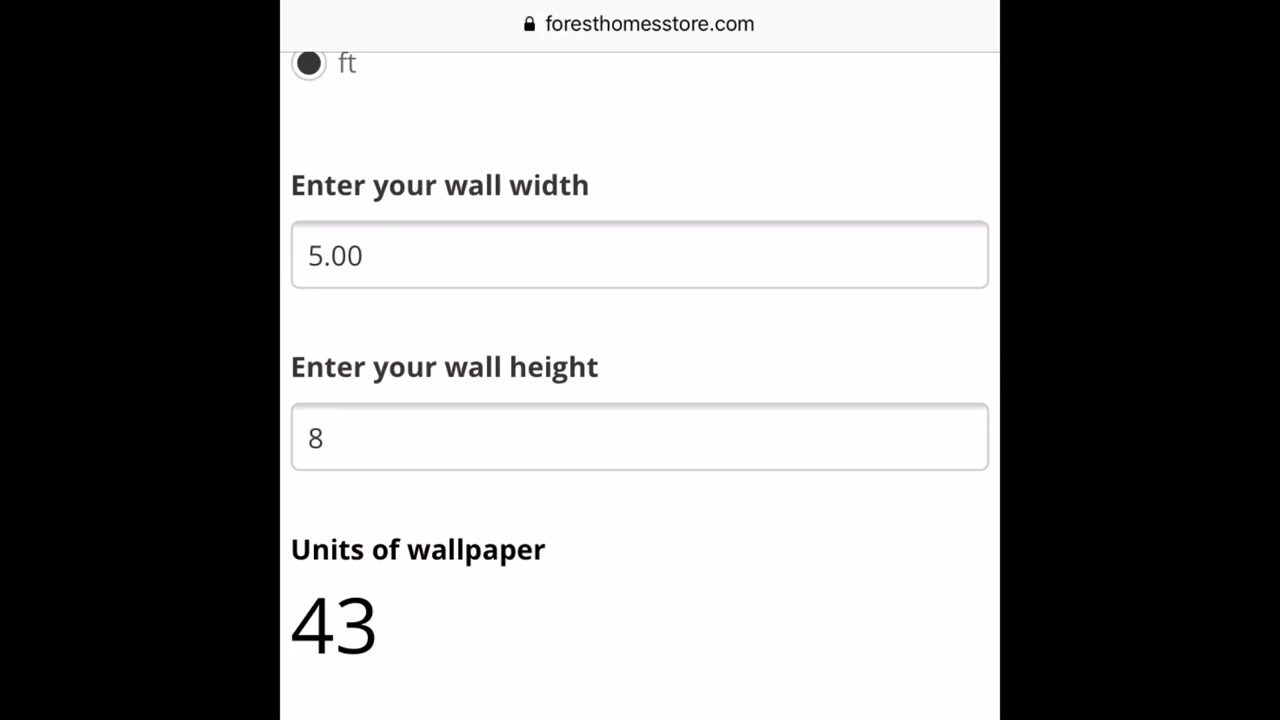 foresthomesstore.com
ft
Enter your wall width
5.00
Enter your wall height
8
Units of wallpaper
43